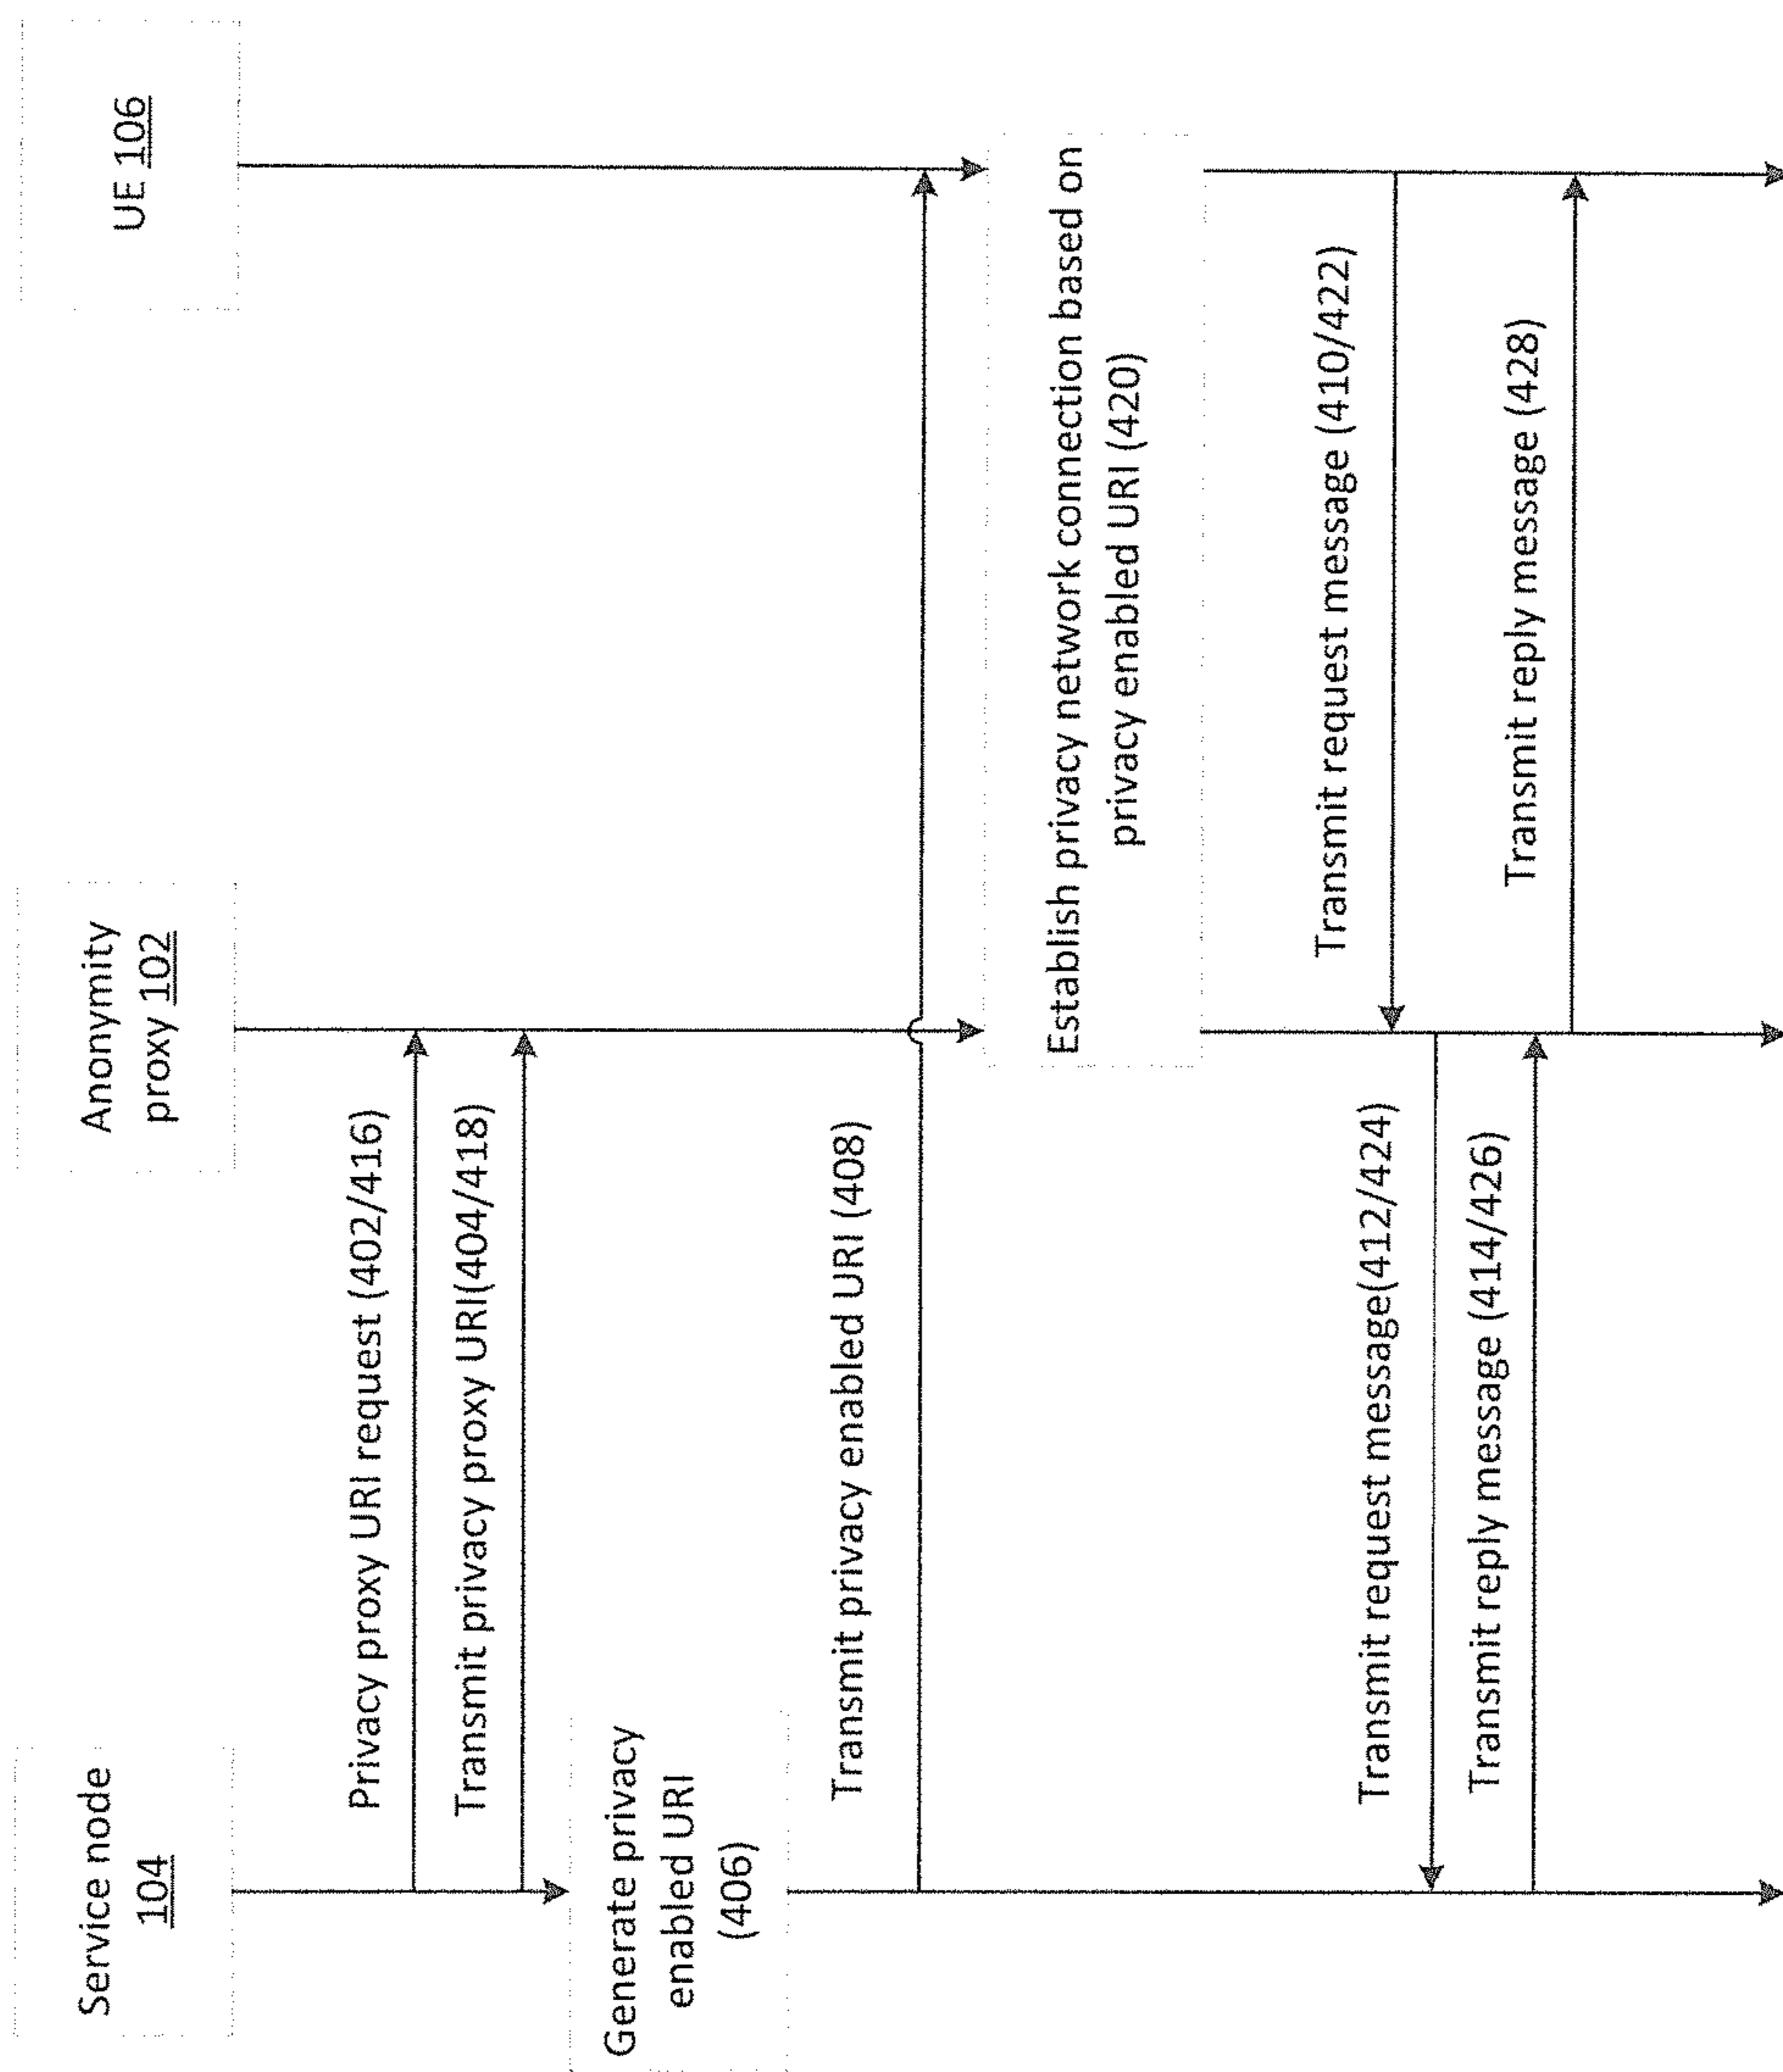 Service node
104
Anonymity
proxy 102
UE 106
Privacy proxy URI request (402/416)
Transmit privacy proxy URI(404/418)
Generate privacy
enabled URI
(406)
Transmit privacy enabled URI (408)
Establish privacy network connection based on
privacy enabled URI (420)
Transmit request message (410/422)
Transmit request message(412/424)
Transmit reply message (414/426)
Transmit reply message (428)